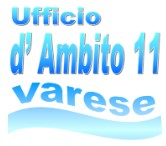 Ufficio
d' Ambito 11
varese